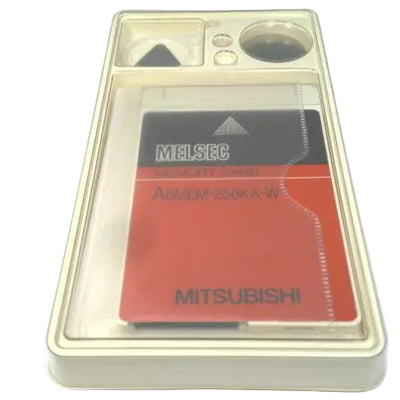 MELSEC
MEMORY CARD
A6MEM-256KA-W
MITSUBISHI